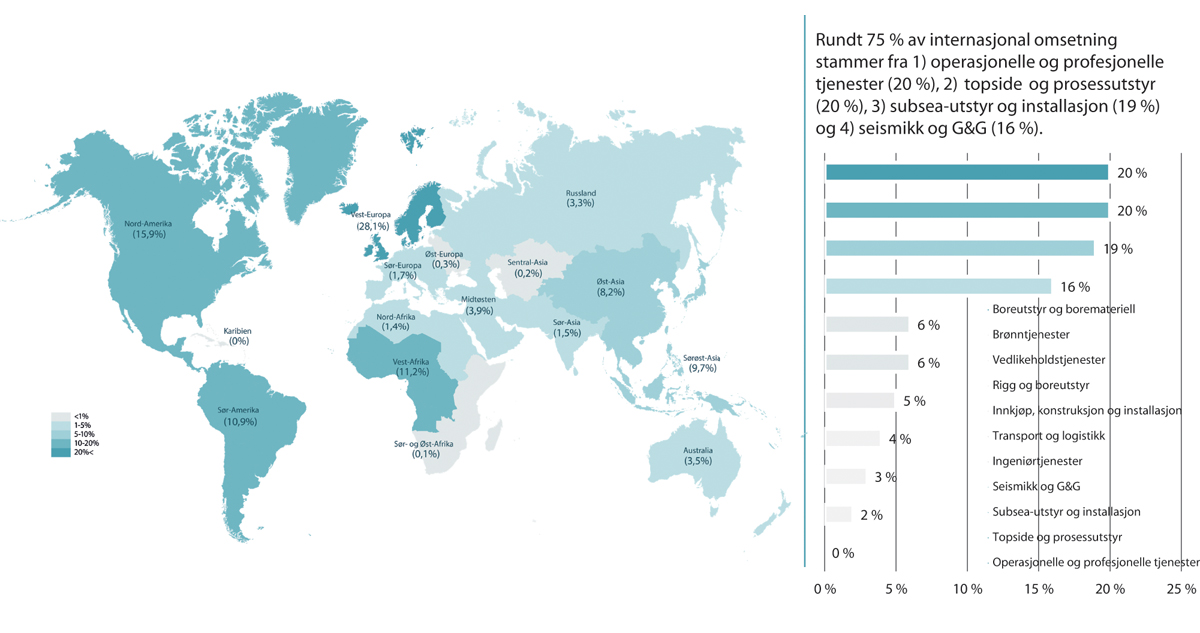 Rundt 75 % av internasjonal omsetning
stammer fra 1) operasjonelle og profesjonelle
tjenester (20 %), 2) topside og prosessutstyr
(20 %), 3) subsea-utstyr og installasjon (19 %)
og 4) seismikk og G&G (16 %).
Nord-Amerika
(15,9%)
Vest-Europa
(28,1%)
Russland
(3,3%)
Øst-Europa
(0,3%)
Sør-Europa
(1,7%)
Sentral-Asia
(0,2%)
Øst-Asia
(8,2%)
Midtøsten
(3,9%)
Nord-Afrika
(1,4%)
Sør-Asia
(1,5%)
Karibien
(0%)
Vest-Afrika
(11,2%)
Sørøst-Asia
(9,7%)
Sør-Amerika
(10,9%)
Sør- og Øst-Afrika
(0,1%)
Australia
(3,5%)
<1%
1-5%
5-10%
10-20%
20%<
20 %
20 %
19 %
16 %
6 %
6 %
5 %
4 %
3 %
2 %
0 %
Boreutstyr og boremateriell
Brønntjenester
Vedlikeholdstjenester
Rigg og boreutstyr
Innkjøp, konstruksjon og installasjon
Transport og logistikk
Ingeniørtjenester
Seismikk og G&G
Subsea-utstyr og installasjon
Topside og prosessutstyr
Operasjonelle og profesjonelle tjenester
0 % 5 % 10 % 15 % 20 % 25 %